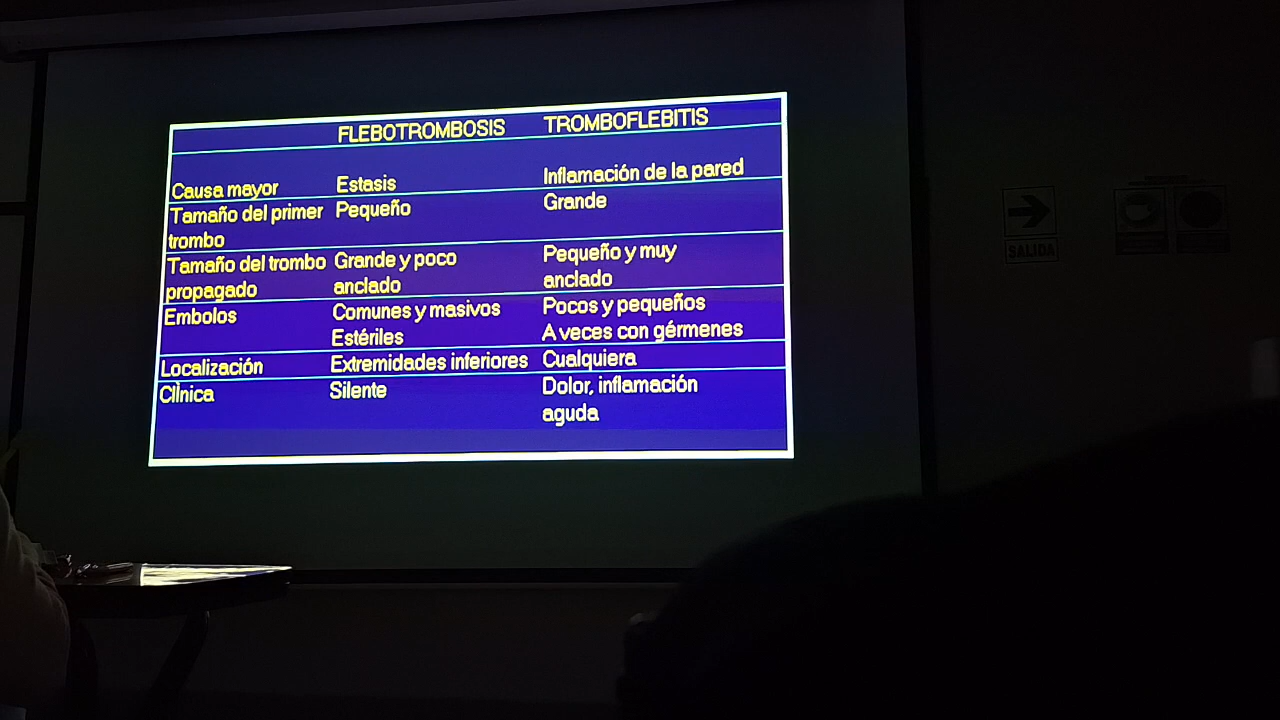 FLEBOTROMBOSIS TROMBOFLEBITIS
Causa mayor Estasis Inflamación de la pared
Tamaño del primer Pequeño Grande
trombo
Tamaño del trombo Grande y poco Pequeño y muy
propagado anclado anclado
Embolos Comunes y masivos Pocos y pequeños
Estériles A veces con gérmenes
Localización Extremidades inferiores Cualquiera
Clìnica Silente Dolor, inflamación
aguda
SALIDA